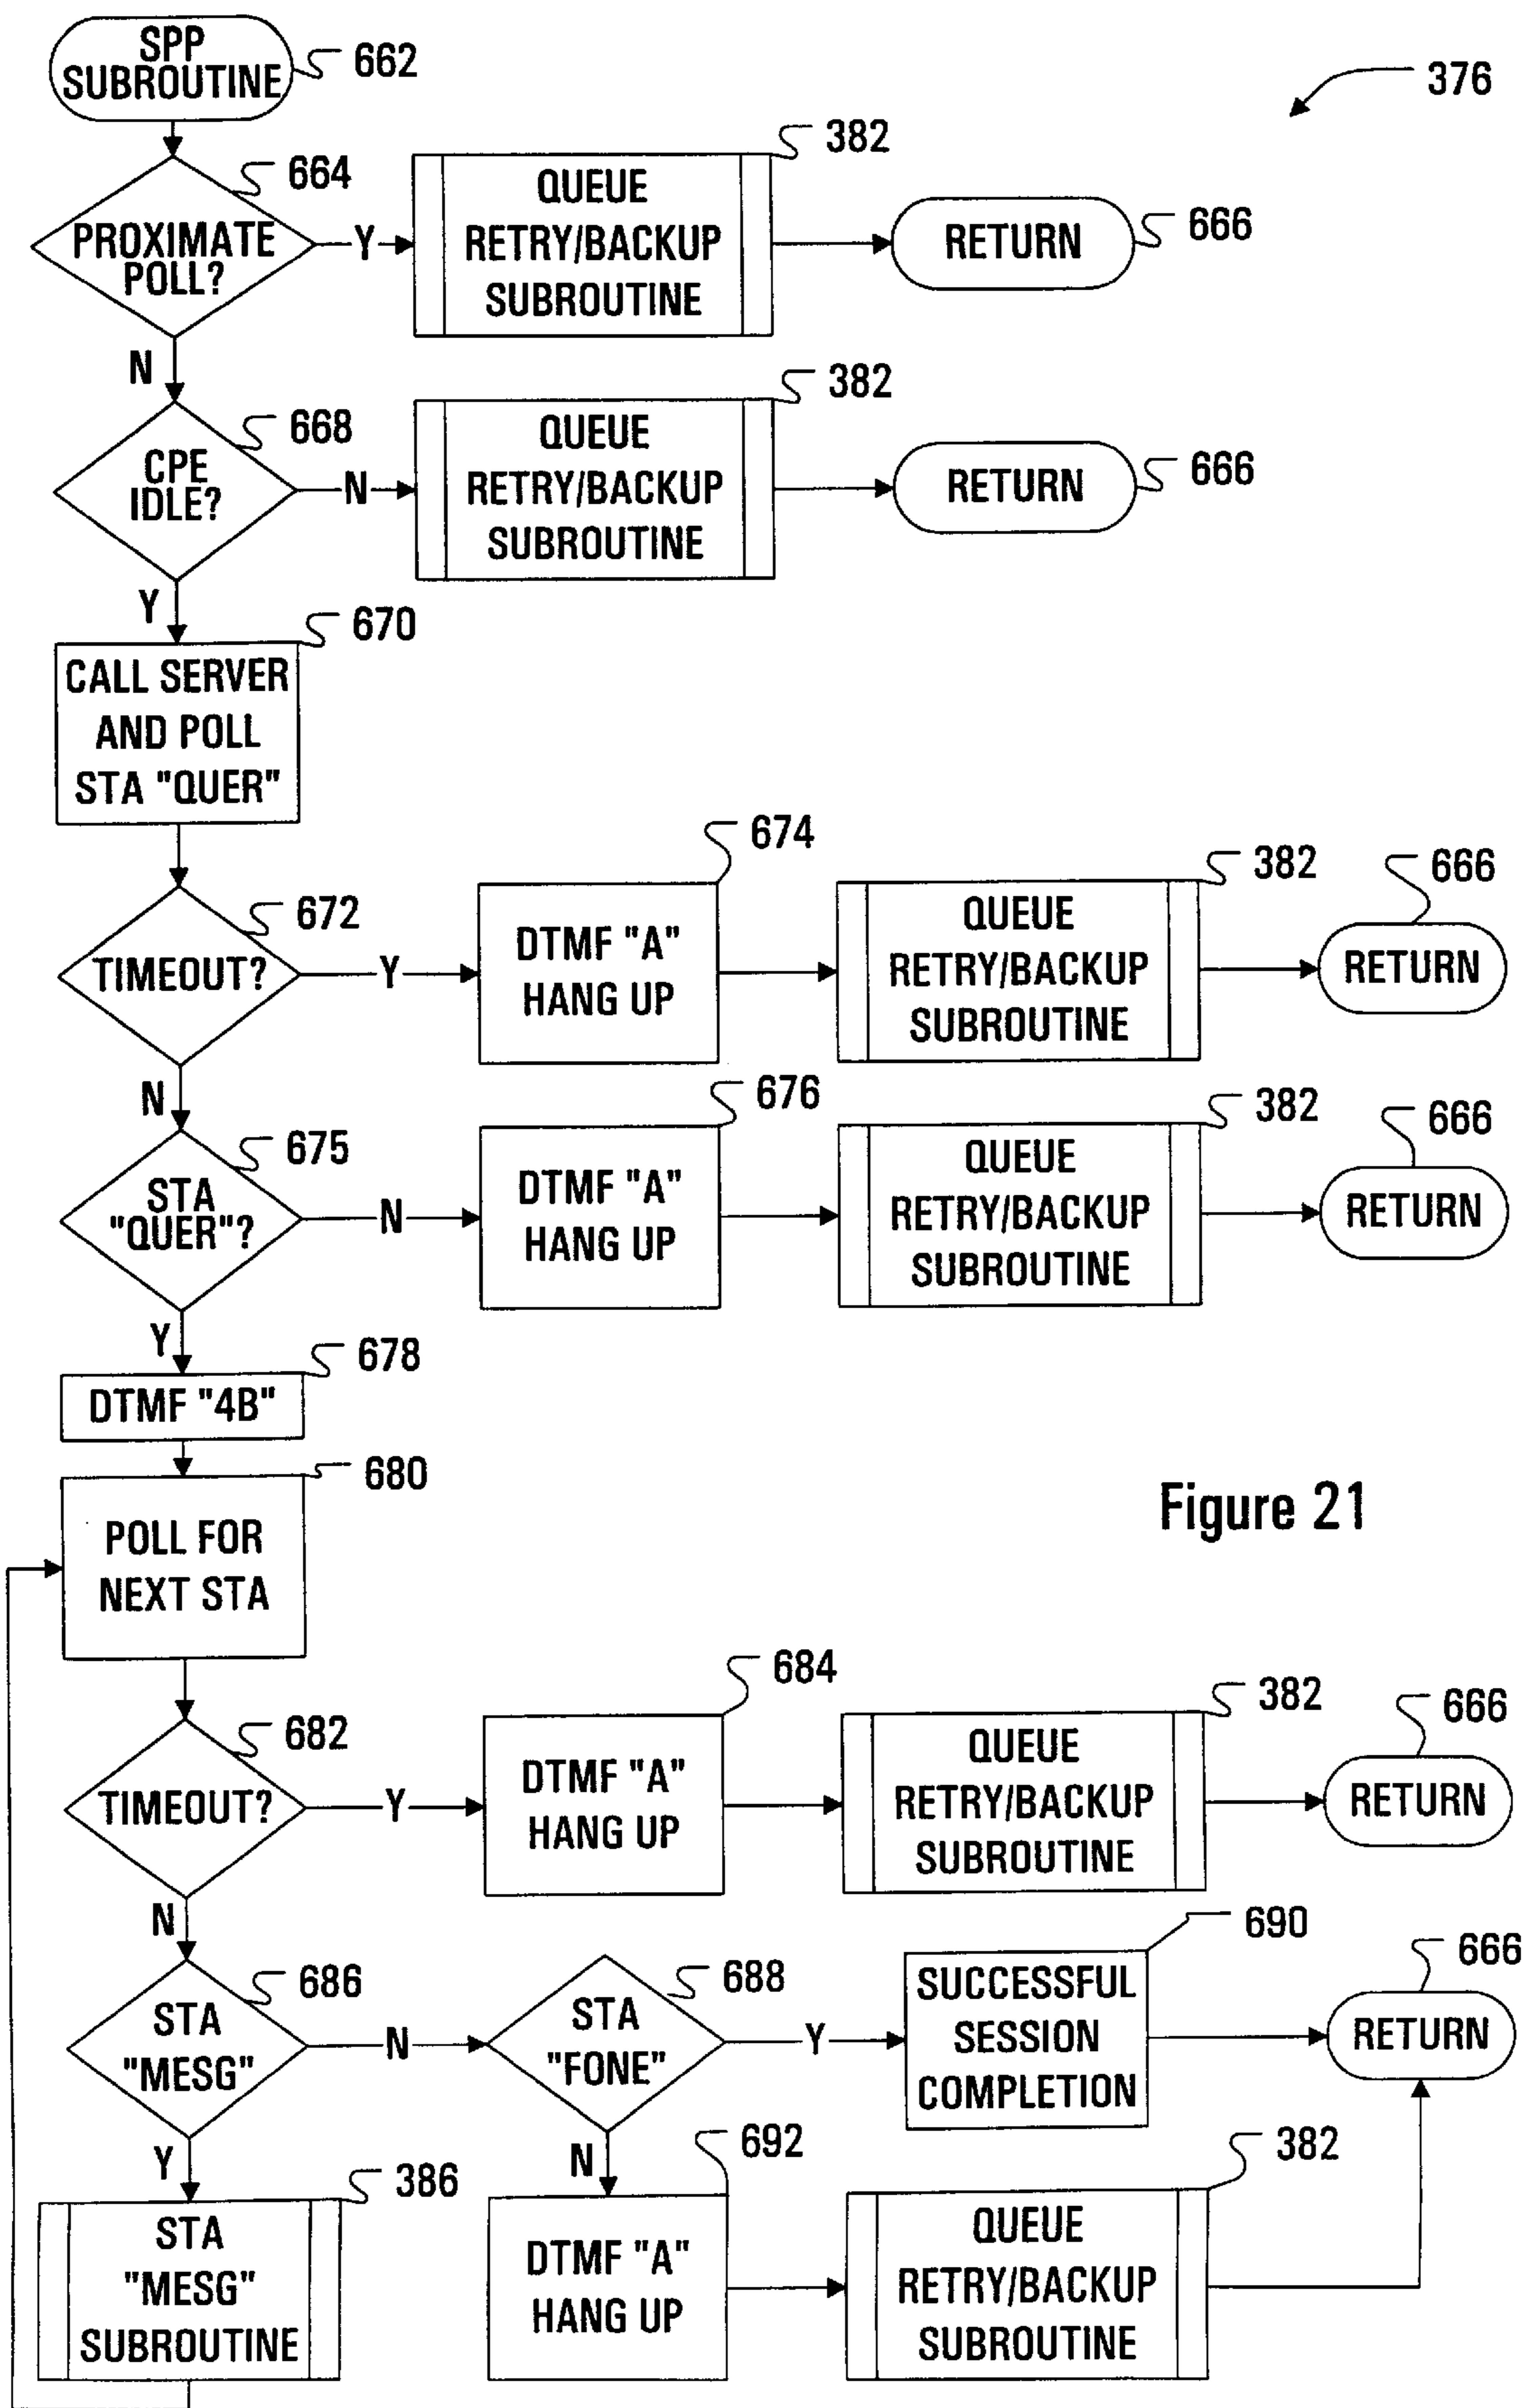 SPP
SUBROUTINE
662
376
664
PROXIMATE
POLL?
Y
382
QUEUE
RETRY/BACKUP
SUBROUTINE
RETURN
666
N
668
CPE
IDLE?
N
382
QUEUE
RETRY/BACKUP
SUBROUTINE
RETURN
666
Y
670
CALL SERVER
AND POLL
STA "QUER"
672
TIMEOUT?
Y
674
DTMF "A"
HANG UP
382
QUEUE
RETRY/BACKUP
SUBROUTINE
666
RETURN
N
675
STA
"QUER"?
N
676
DTMF "A"
HANG UP
382
QUEUE
RETRY/BACKUP
SUBROUTINE
666
RETURN
Y
678
DTMF "4B"
680
POLL FOR
NEXT STA
Figure 21
682
TIMEOUT?
Y
684
DTMF "A"
HANG UP
382
QUEUE
RETRY/BACKUP
SUBROUTINE
666
RETURN
N
686
STA
"MESG"
N
688
STA
"FONE"
Y
690
SUCCESSFUL
SESSION
COMPLETION
666
RETURN
Y
386
STA
"MESG"
SUBROUTINE
N
692
DTMF "A"
HANG UP
382
QUEUE
RETRY/BACKUP
SUBROUTINE